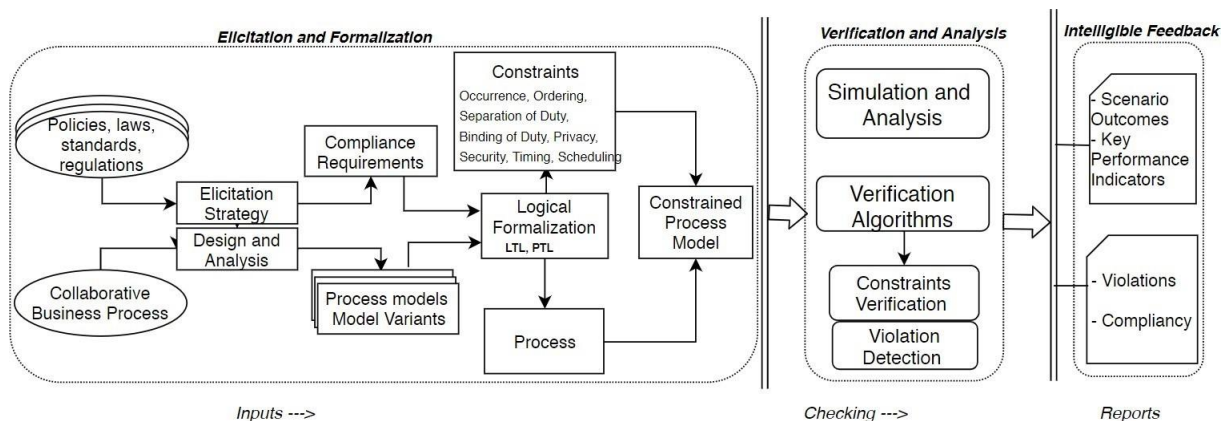 Elicitation and Formalization
Policies, laws,
standards,
regulations
Collaborative
Business Process
Elicitation
Strategy
Design and
Analysis
Compliance
Requirements
Process models
Model Variants
Constraints
Occurrence, Ordering,
Separation of Duty,
Binding of Duty, Privacy,
Security, Timing, Scheduling
Logical
Formalization
LTL, PTL
Process
Constrained
Process
Model
Verification and Analysis
Simulation and
Analysis
Verification
Algorithms
Constraints
Verification
Violation
Detection
Intelligible Feedback
- Scenario
Outcomes
- Key
Performance
Indicators
- Violations
- Compliancy
Inputs --->
Checking --->
Reports